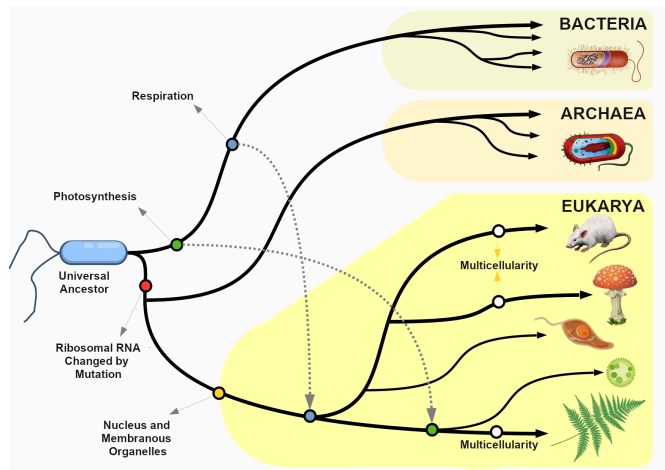 BACTERIA
Respiration
ARCHAEA
Photosynthesis
EUKARYA
Universal
Ancestor
Multicellularity
Ribosomal RNA
Changed by
Mutation
Nucleus and
Membranous
Organelles
Multicellularity